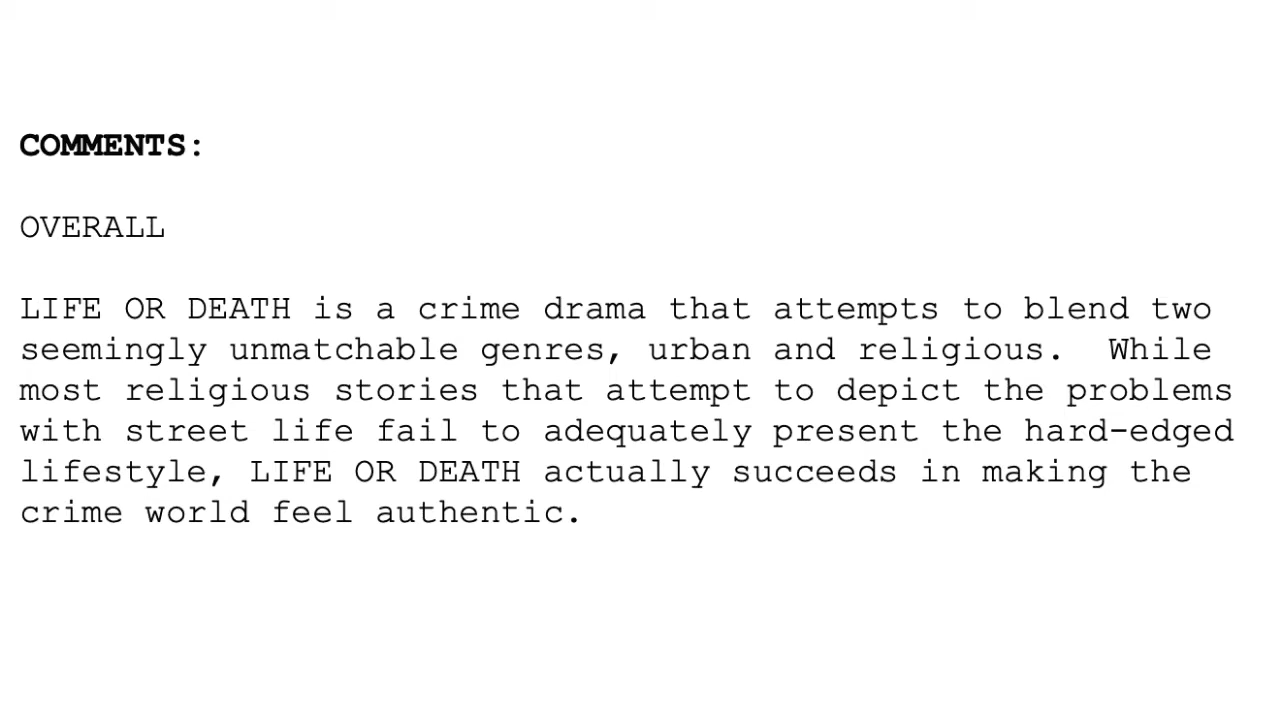 COMMENTS:
OVERALL
LIFE OR DEATH is a crime drama that attempts to blend two
seemingly unmatchable genres, urban and religious.  While
most religious stories that attempt to depict the problems
with street life fail to adequately present the hard-edged
lifestyle, LIFE OR DEATH actually succeeds in making the
crime world feel authentic.